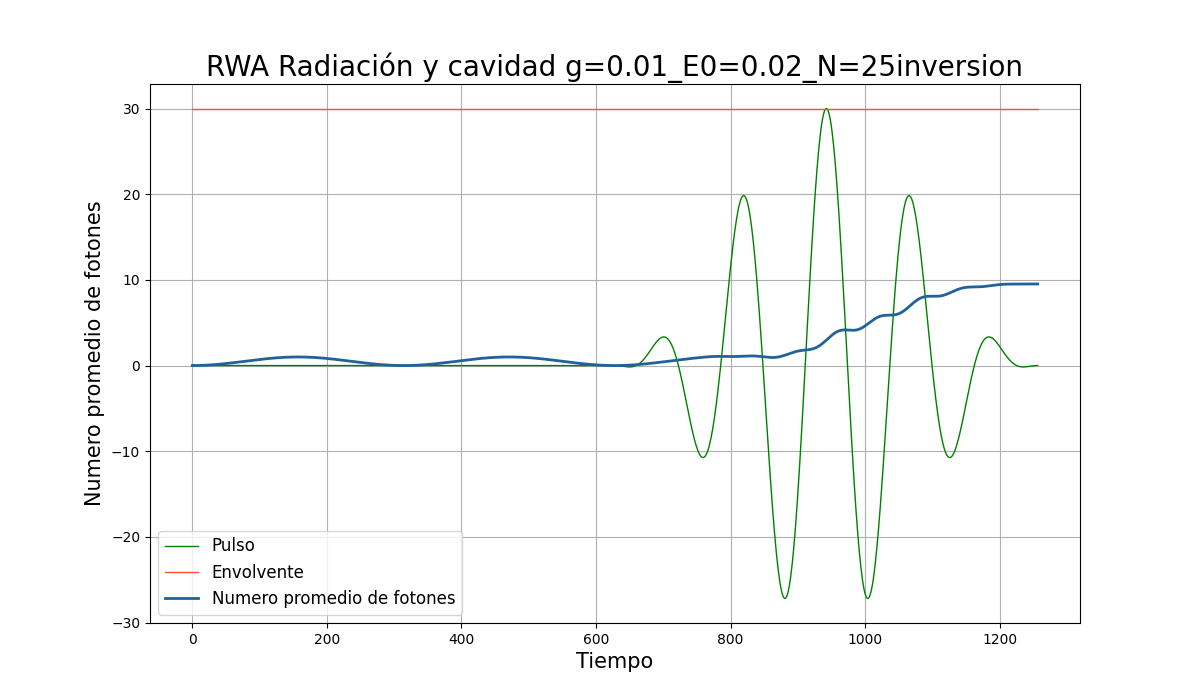 RWA Radiación y cavidad g=0.01_E0=0.02_N=25inversion
Numero promedio de fotones
30
20
10
0
−10
−20
−30
Pulso
Envolvente
Numero promedio de fotones
0 200 400 600 800 1000 1200
Tiempo